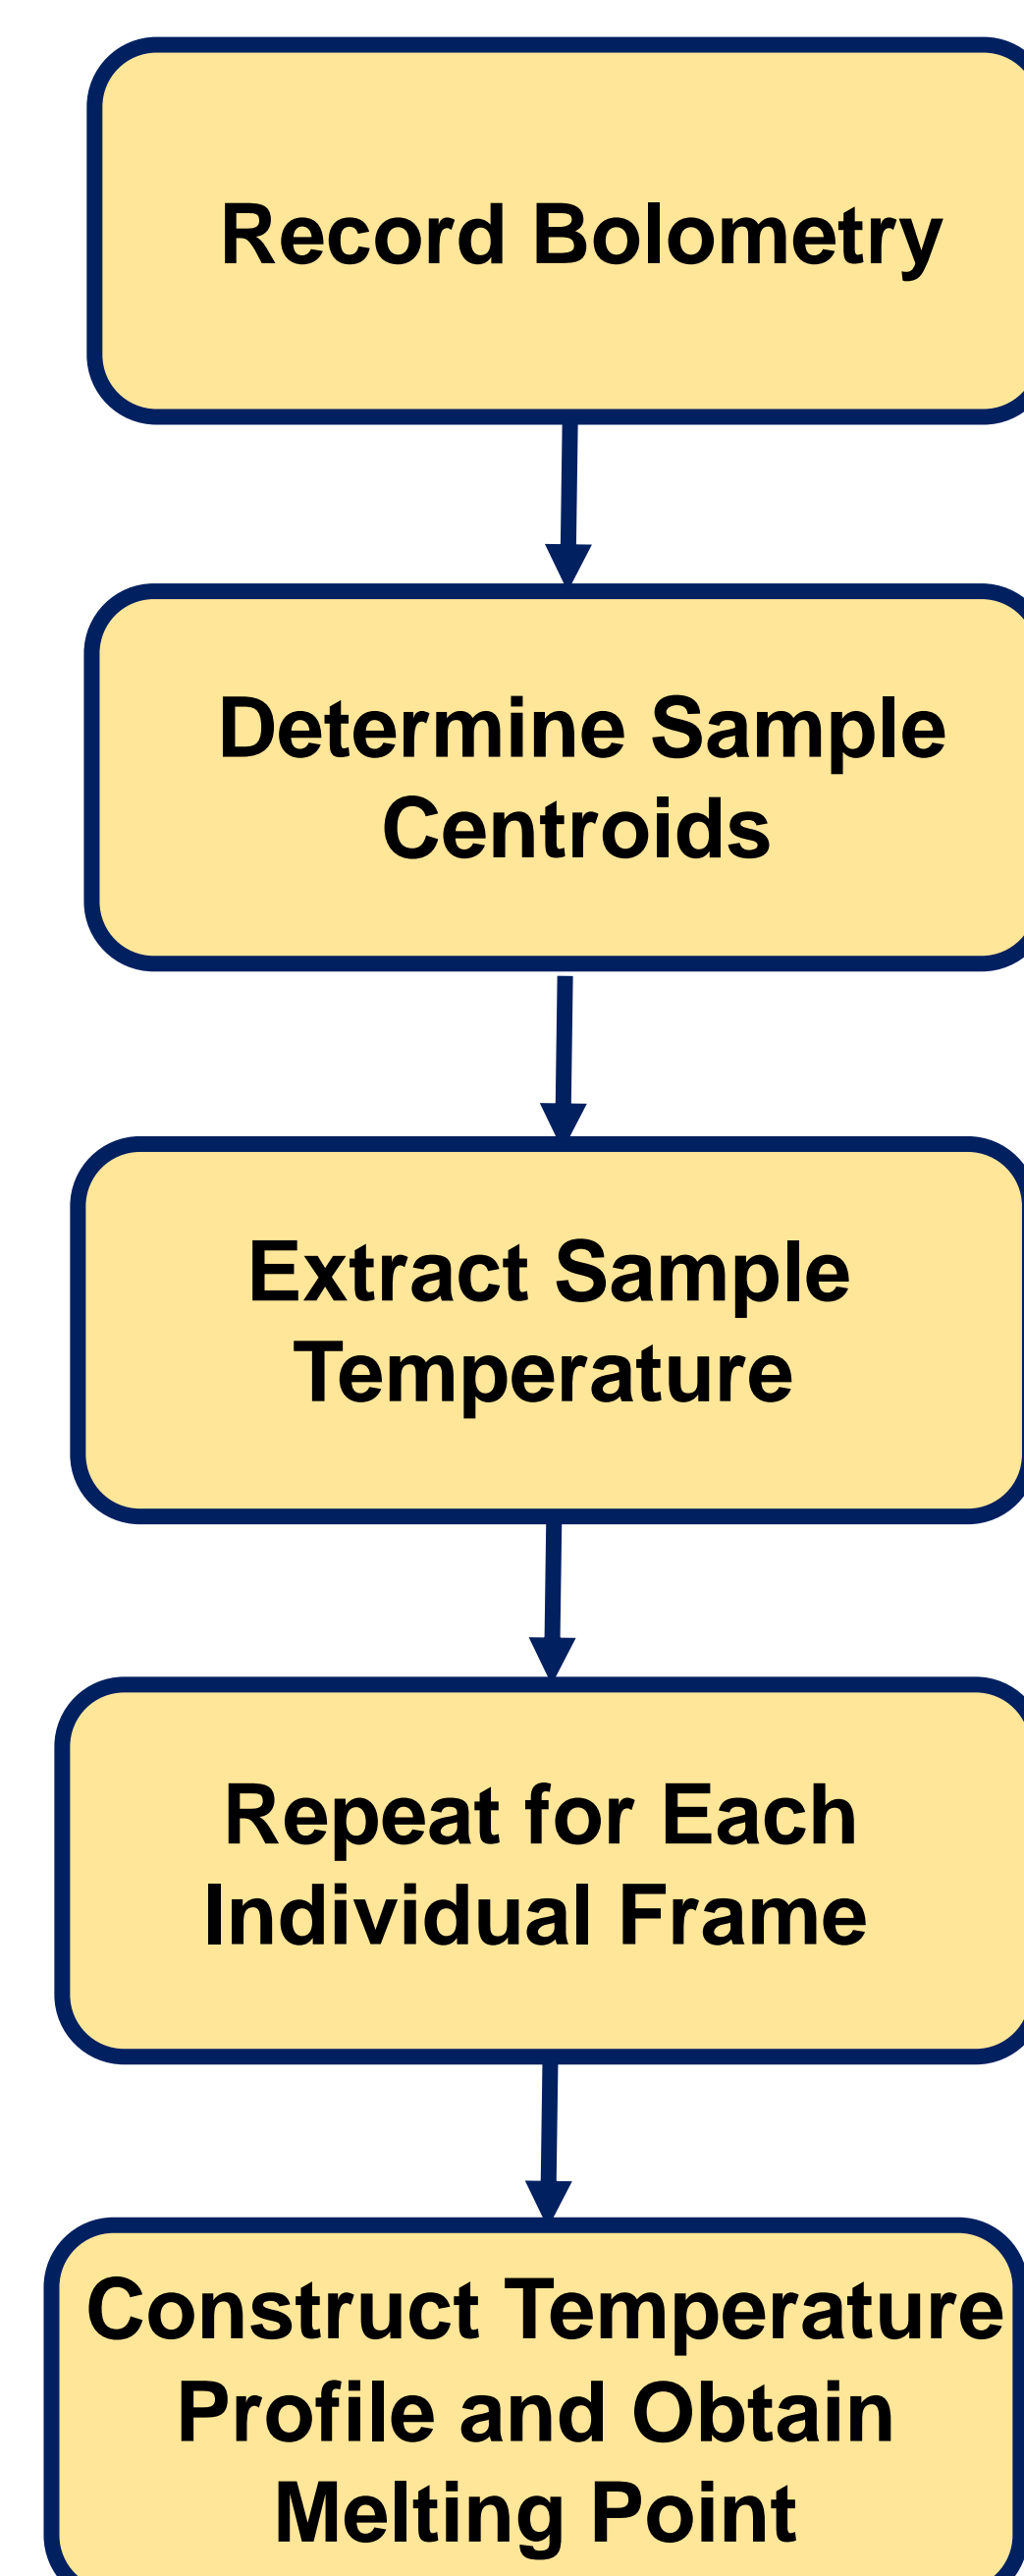 Record Bolometry
Determine Sample
Centroids
Extract Sample
Temperature
Repeat for Each
Individual Frame
Construct Temperature
Profile and Obtain
Melting Point